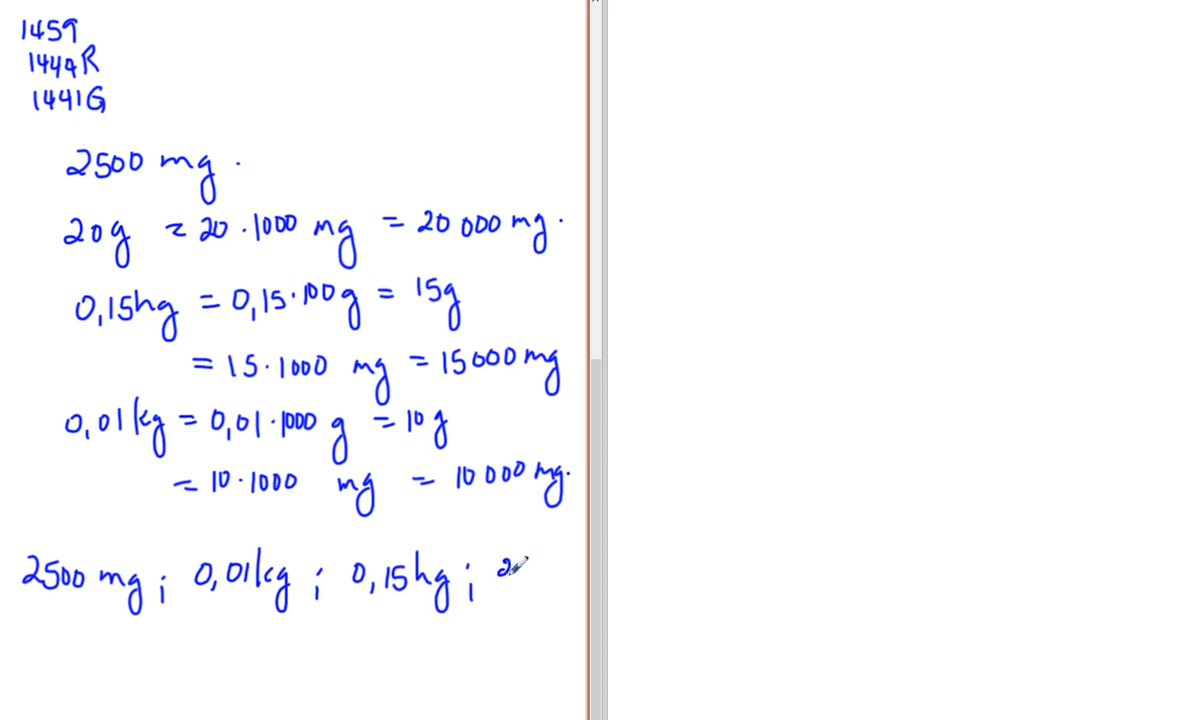 1459
1444R
1441G
2500 mg.
20g = 20.1000 mg = 20 000 mg.
0,15hg = 0,15.100g = 15g
= 15.1000 mg = 15000 mg
0,01kg = 0,01.1000 g = 10g
= 10.1000 mg = 10 000 mg.
2500 mg; 0,01kg; 0,15hg; 2